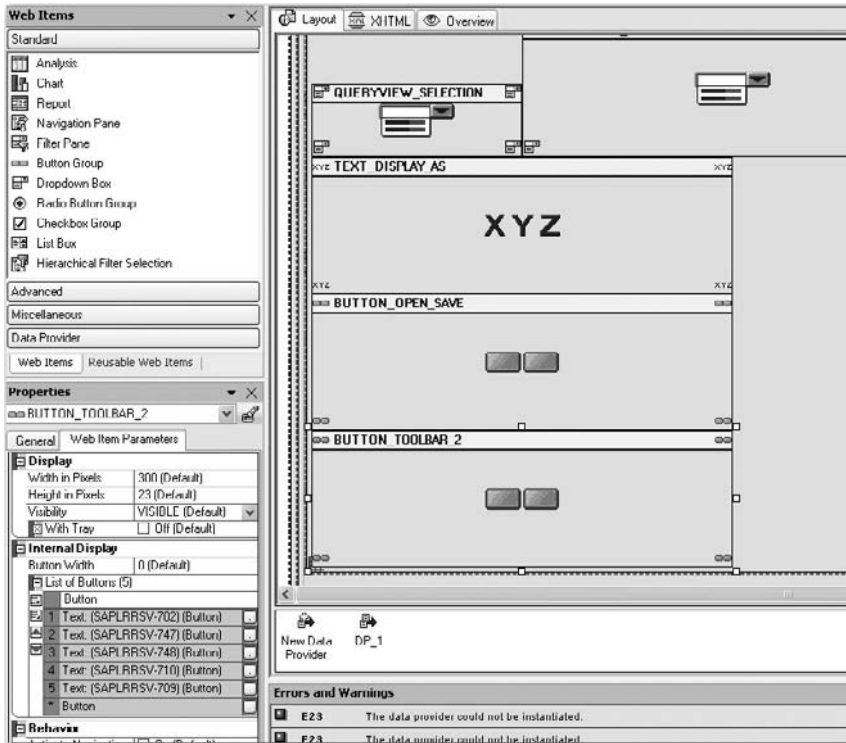 Web Items
Standard
Analysis
Chart
Report
Navigation Pane
Filter Pane
Button Group
Dropdown Box
Radio Button Group
Checkbox Group
List Box
Hierarchical Filter Selection
Advanced
Miscellaneous
Data Provider
Web Items Reusable Web Items
Properties
BUTTON_TOOLBAR_2
General Web Item Parameters
Display
Width in Pixels 300 (Default)
Height in Pixels 23 (Default)
Visibility VISIBLE (Default)
With Tray Off (Default)
Internal Display
Button Width 0 (Default)
List of Buttons (5)
Button
1 Text: (SAPLRRSV-702) (Button)
2 Text: (SAPLRRSV-747) (Button)
3 Text: (SAPLRRSV-748) (Button)
4 Text: (SAPLRRSV-710) (Button)
5 Text: (SAPLRRSV-709) (Button)
* Button
Behavior
Layout XHTML Overview
QUERYVIEW_SELECTION
XYZ TEXT_DISPLAY_AS XYZ
XYZ
XYZ XYZ
BUTTON_OPEN_SAVE
BUTTON_TOOLBAR_2
New Data Provider
DP_1
Errors and Warnings
E23 The data provider could not be instantiated.
E23 The data provider could not be instantiated.